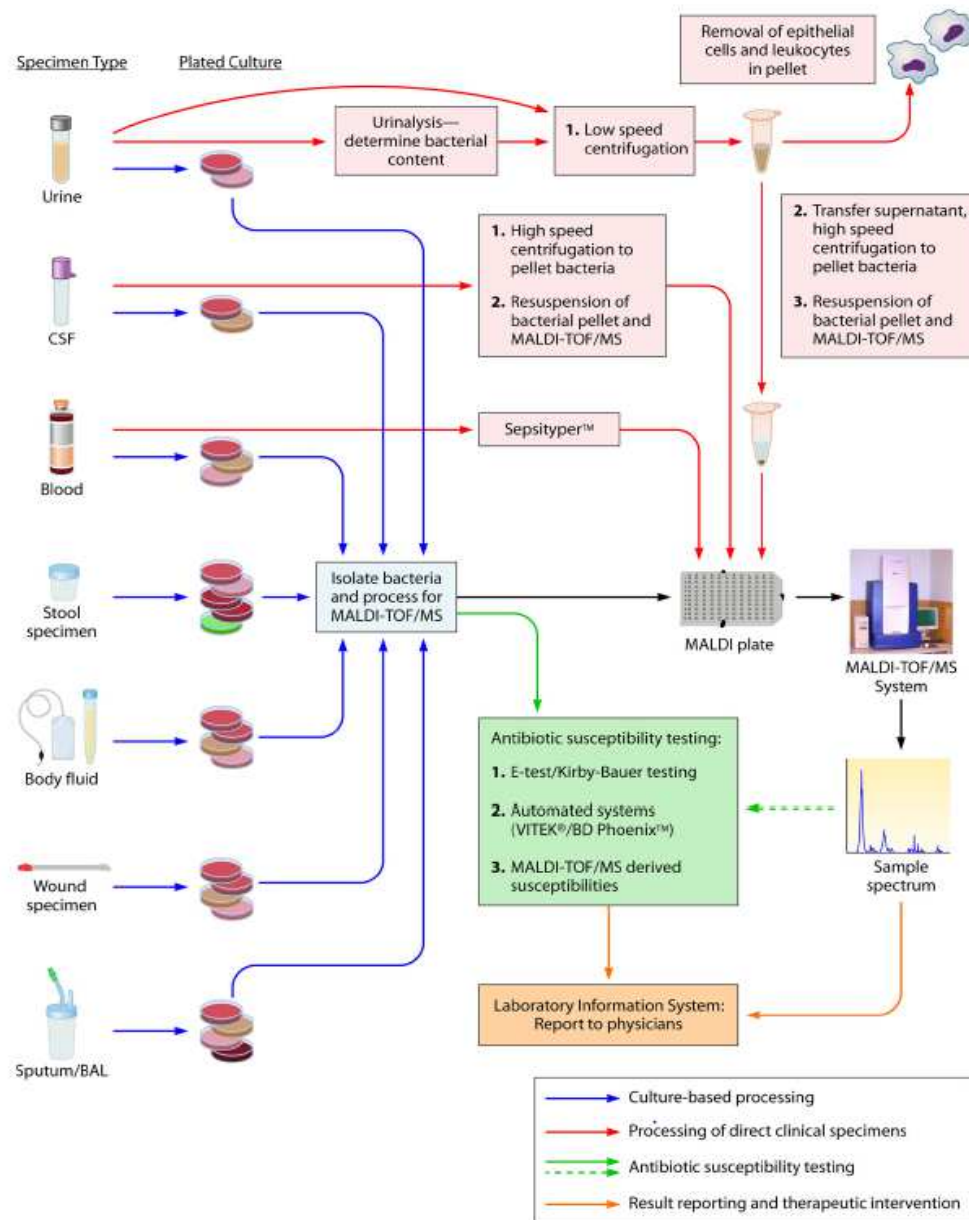 Specimen Type
Plated Culture
Removal of epithelial
cells and leukocytes
in pellet
Urinalysis—
determine bacterial
content
1. Low speed
centrifugation
Urine
1. High speed
centrifugation to
pellet bacteria
2. Resuspension of
bacterial pellet and
MALDI-TOF/MS
2. Transfer supernatant,
high speed
centrifugation to
pellet bacteria
3. Resuspension of
bacterial pellet and
MALDI-TOF/MS
CSF
Sepsityper™
Blood
Isolate bacteria
and process for
MALDI-TOF/MS
Stool
specimen
MALDI plate
MALDI-TOF/MS
System
Antibiotic susceptibility testing:
1. E-test/Kirby-Bauer testing
2. Automated systems
(VITEK®/BD Phoenix™)
3. MALDI-TOF/MS derived
susceptibilities
Body fluid
Sample
spectrum
Wound
specimen
Laboratory Information System:
Report to physicians
Sputum/BAL
Culture-based processing
Processing of direct clinical specimens
Antibiotic susceptibility testing
Result reporting and therapeutic intervention